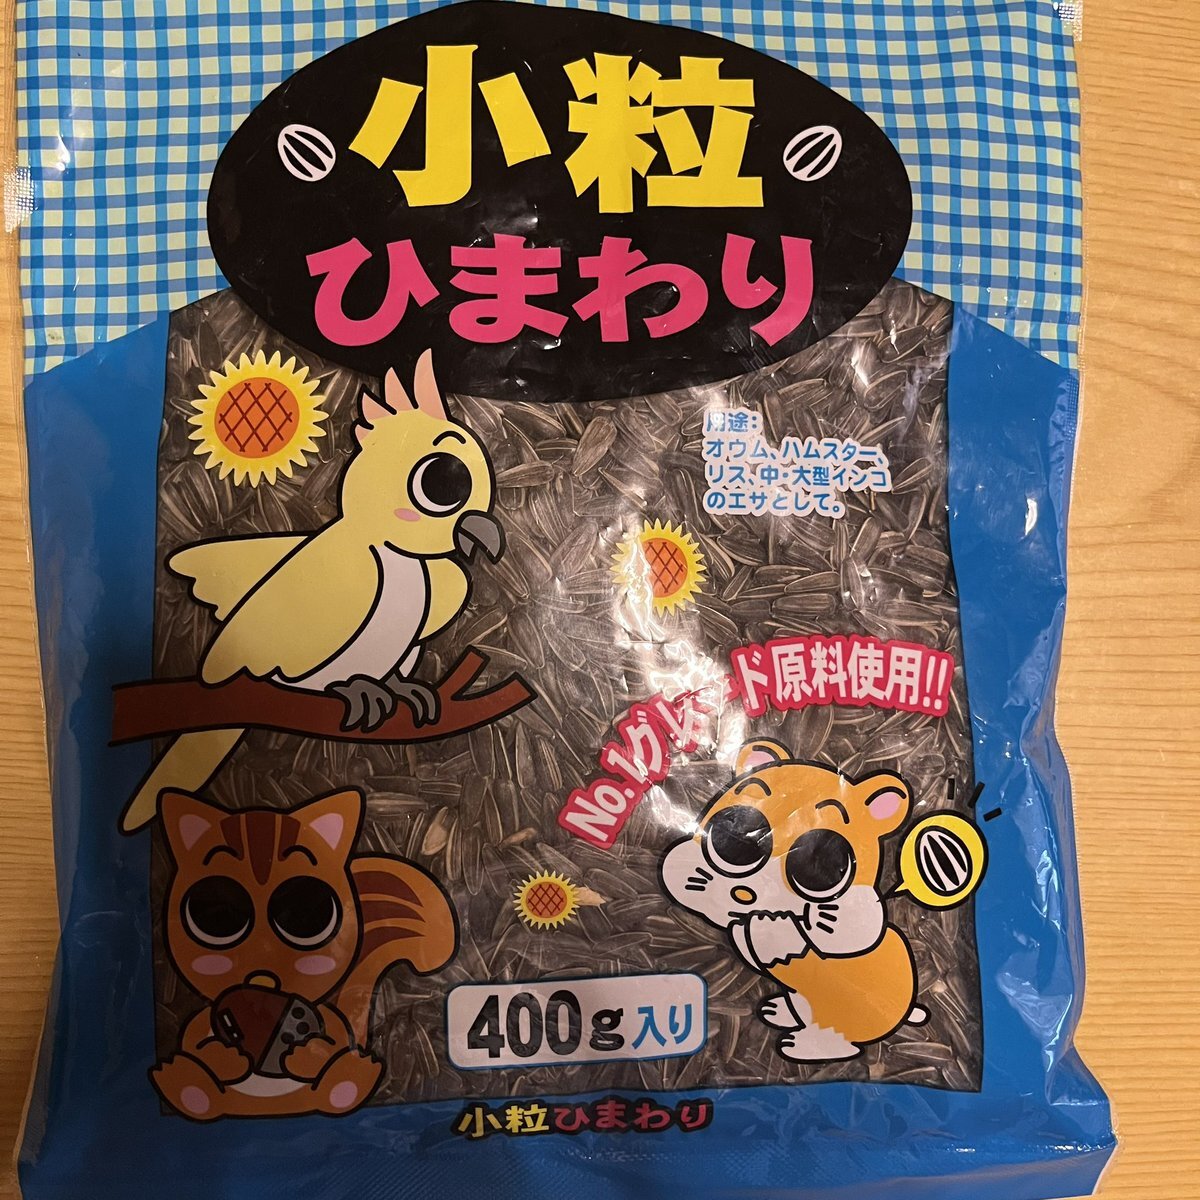 小粒
ひまわり
用途:
オウム、ハムスター、
リス、中・大型インコ
のエサとして。
No.1グレード原料使用!!
400g入り
小粒ひまわり